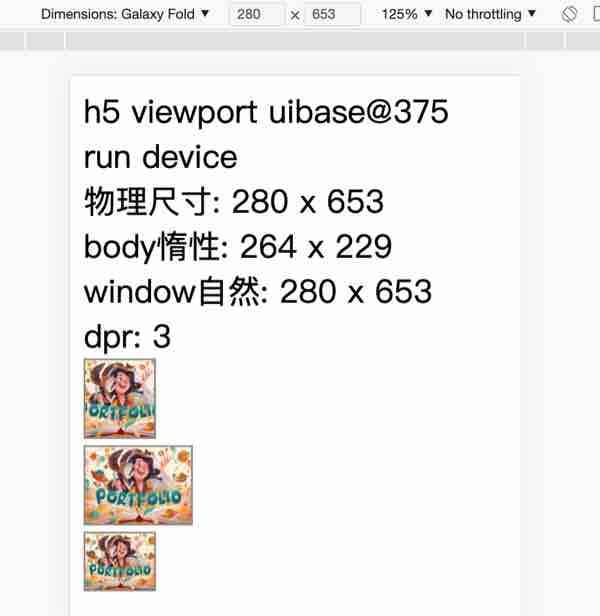 Dimensions: Galaxy Fold ▼ 280 × 653 125% ▼ No throttling ▼
h5 viewport uibase@375
run device
物理尺寸: 280 x 653
body惰性: 264 x 229
window自然: 280 x 653
dpr: 3
PORTFOLIO
PORTFOLIO
PORTFOLIO